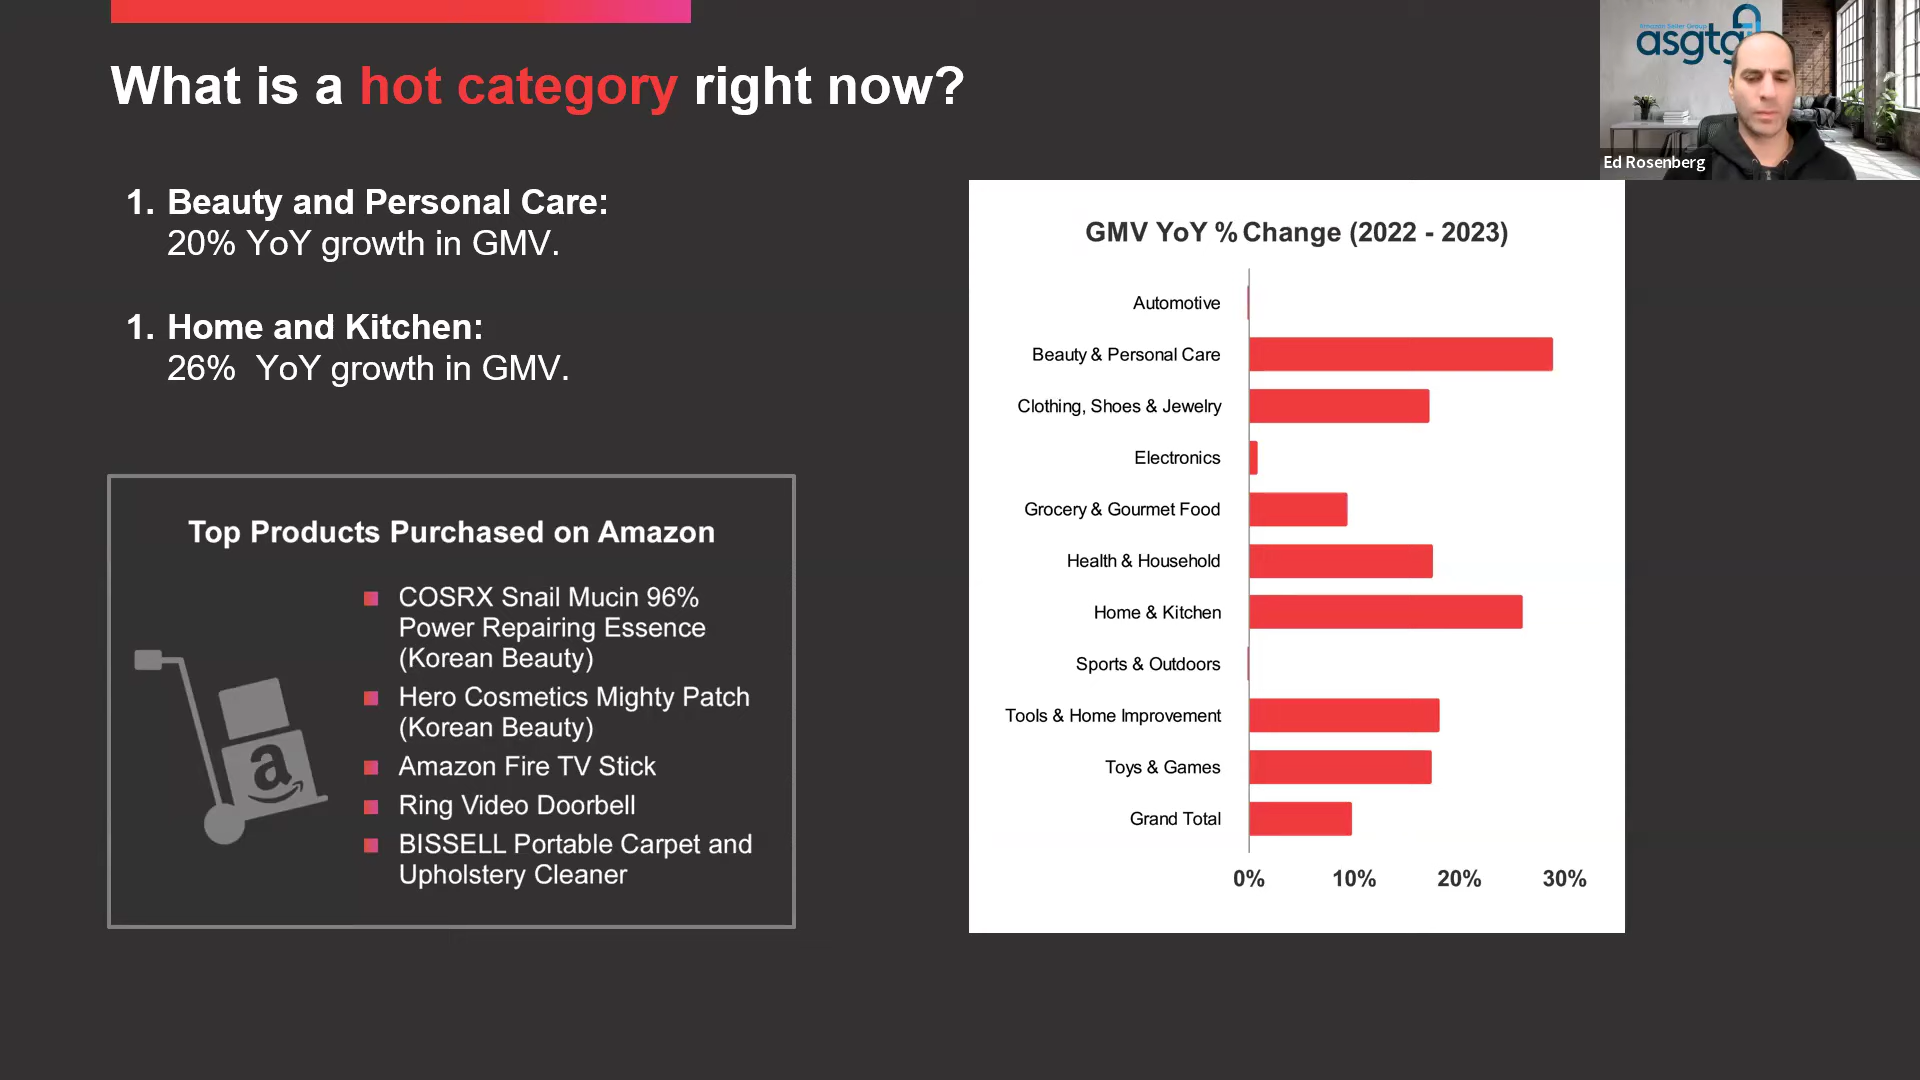 What is a hot category right now?
1. Beauty and Personal Care:
20% YoY growth in GMV.
1. Home and Kitchen:
26% YoY growth in GMV.
Top Products Purchased on Amazon
COSRX Snail Mucin 96%
Power Repairing Essence
(Korean Beauty)
Hero Cosmetics Mighty Patch
(Korean Beauty)
Amazon Fire TV Stick
Ring Video Doorbell
BISSELL Portable Carpet and
Upholstery Cleaner
a
GMV YoY % Change (2022 - 2023)
Automotive
Beauty & Personal Care
Clothing, Shoes & Jewelry
Electronics
Grocery & Gourmet Food
Health & Household
Home & Kitchen
Sports & Outdoors
Tools & Home Improvement
Toys & Games
Grand Total
0% 10% 20% 30%
Amazon Seller Group
asgtg
Ed Rosenberg